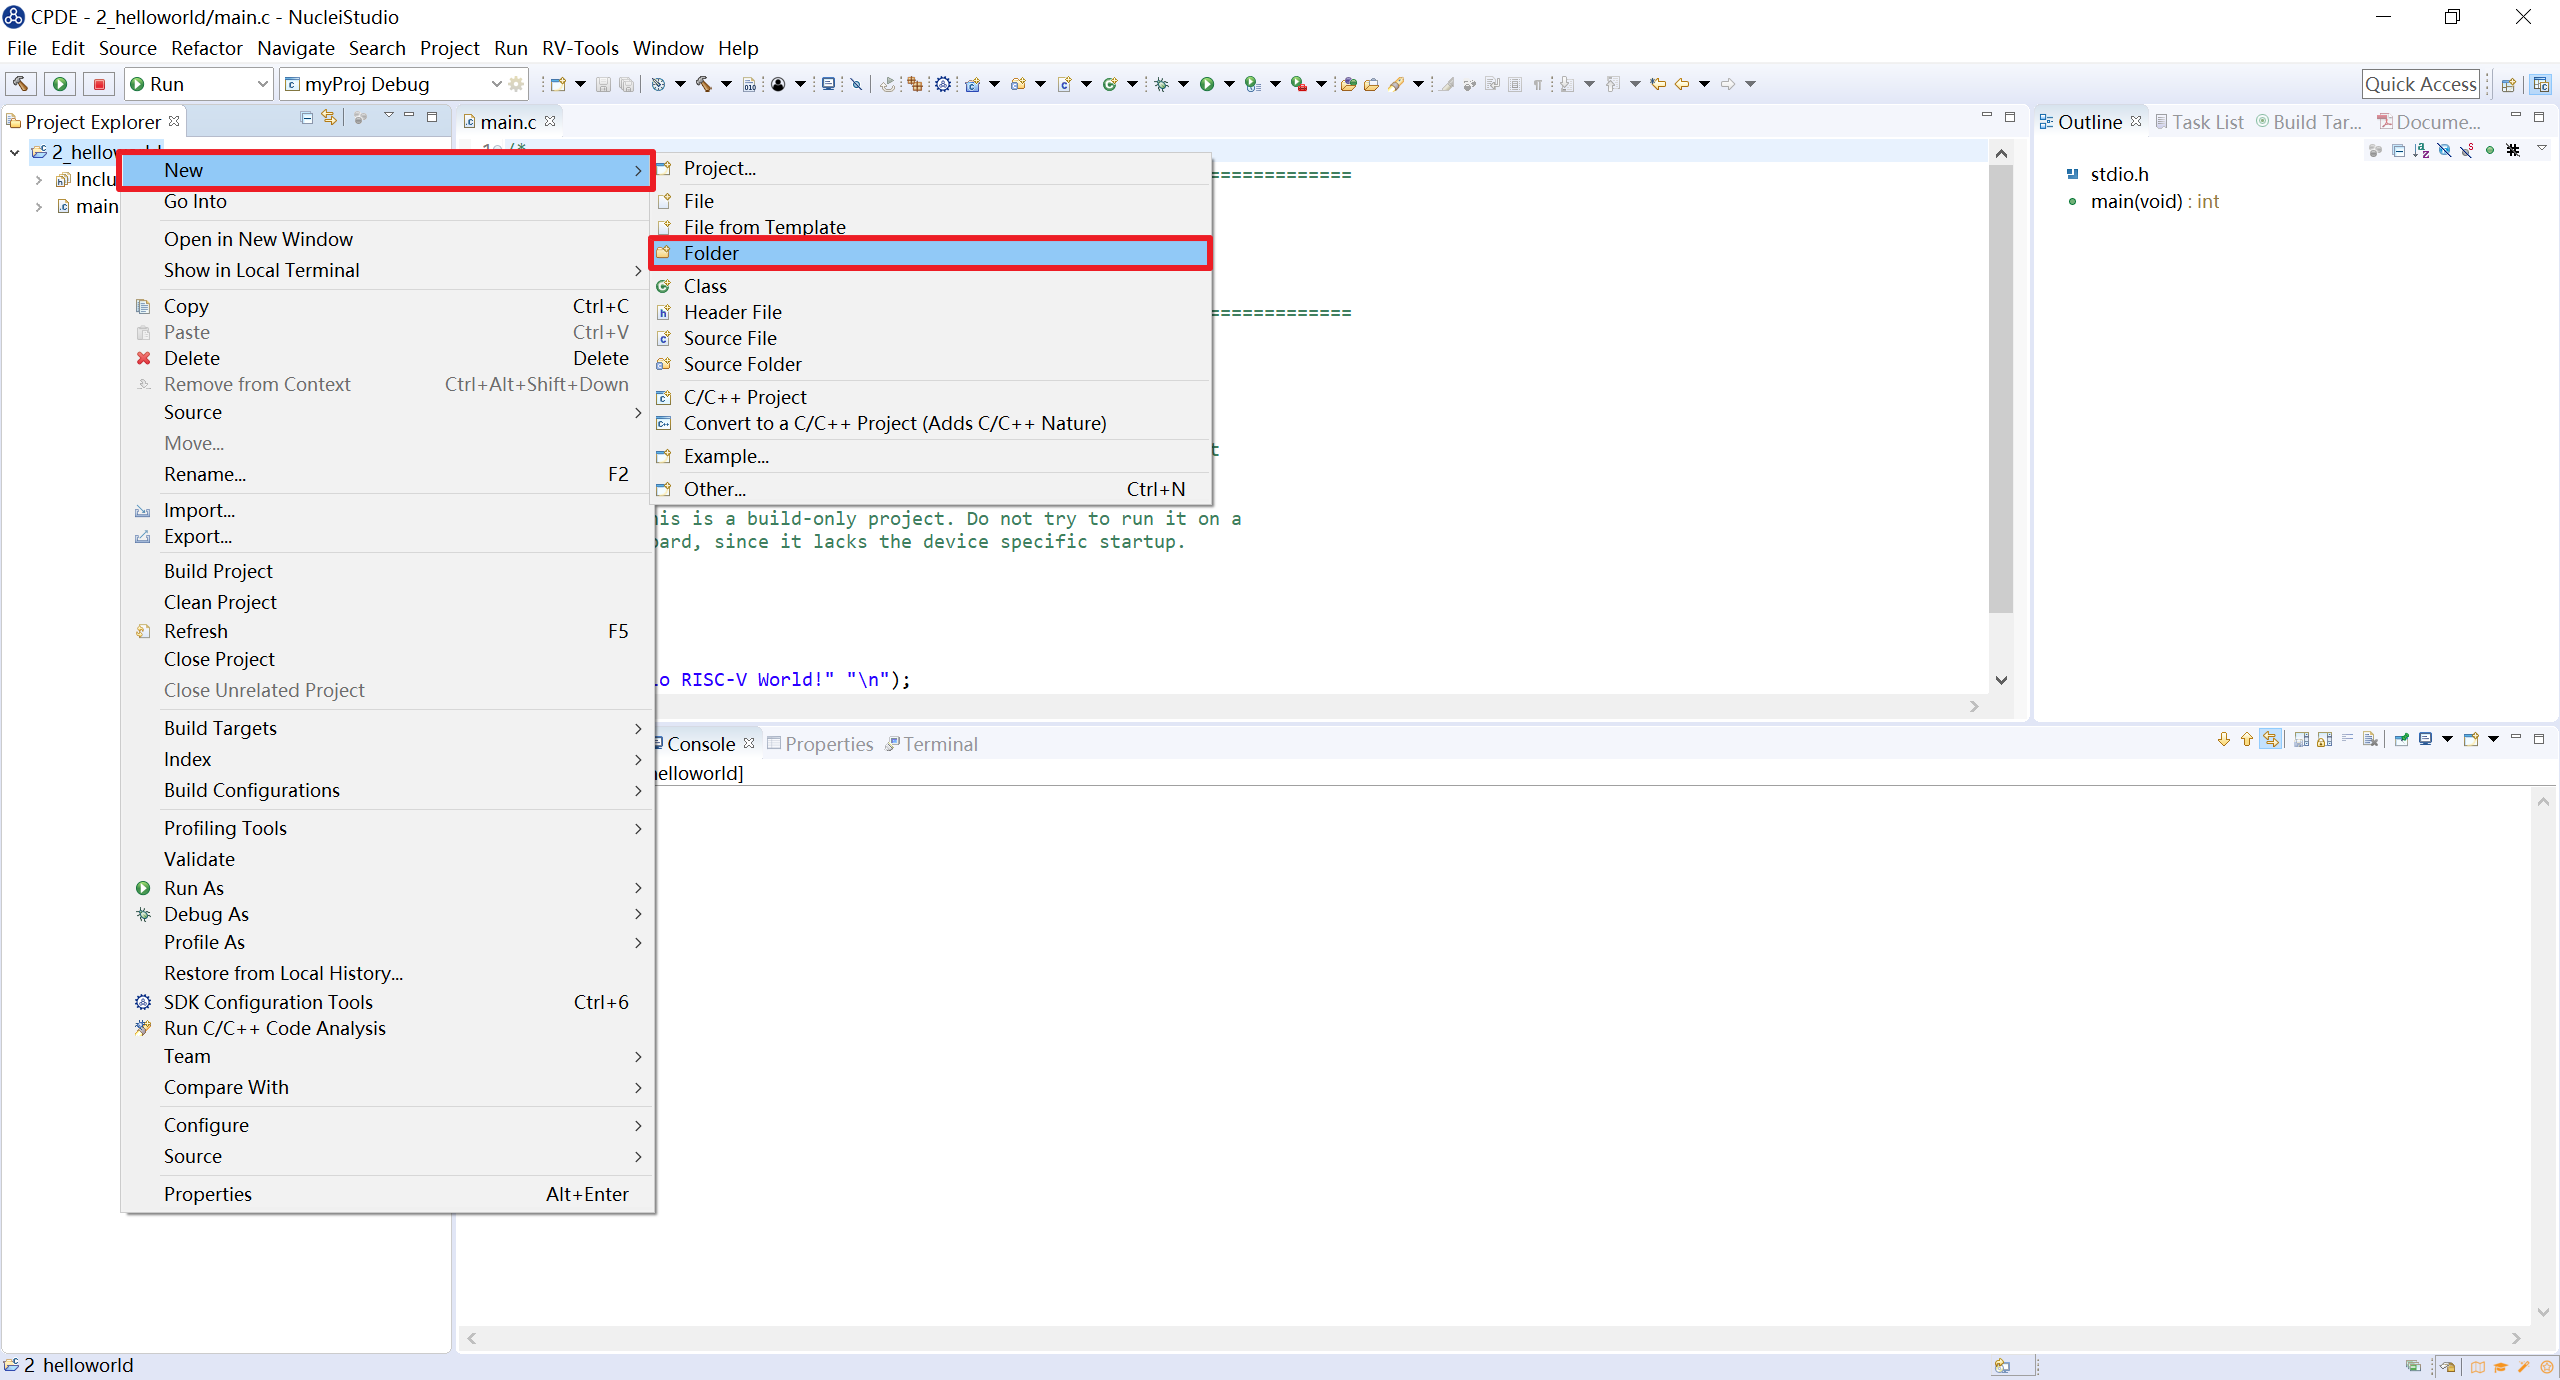 CPDE - 2_helloworld/main.c - NucleiStudio
File Edit Source Refactor Navigate Search Project Run RV-Tools Window Help
Run myProj Debug Quick Access
Project Explorer
2_helloworld
Inclu
main
main.c
1 /*
New
Go Into
Open in New Window
Show in Local Terminal
Copy Ctrl+C
Paste Ctrl+V
Delete Delete
Remove from Context Ctrl+Alt+Shift+Down
Source
Move...
Rename... F2
Import...
Export...
Build Project
Clean Project
Refresh F5
Close Project
Close Unrelated Project
Build Targets
Index
Build Configurations
Profiling Tools
Validate
Run As
Debug As
Profile As
Restore from Local History...
SDK Configuration Tools Ctrl+6
Run C/C++ Code Analysis
Team
Compare With
Configure
Source
Properties Alt+Enter
Project...
File
File from Template
Folder
Class
Header File
Source File
Source Folder
C/C++ Project
Convert to a C/C++ Project (Adds C/C++ Nature)
Example...
Other... Ctrl+N
=============
=============
t
his is a build-only project. Do not try to run it on a
oard, since it lacks the device specific startup.
lo RISC-V World!" "\n");
Outline Task List Build Tar... Docume...
stdio.h
main(void) : int
Console Properties Terminal
helloworld]
2_helloworld